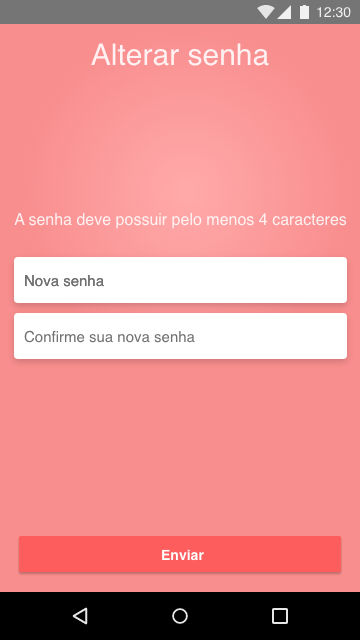 12:30
Alterar senha
A senha deve possuir pelo menos 4 caracteres
Nova senha
Confirme sua nova senha
Enviar